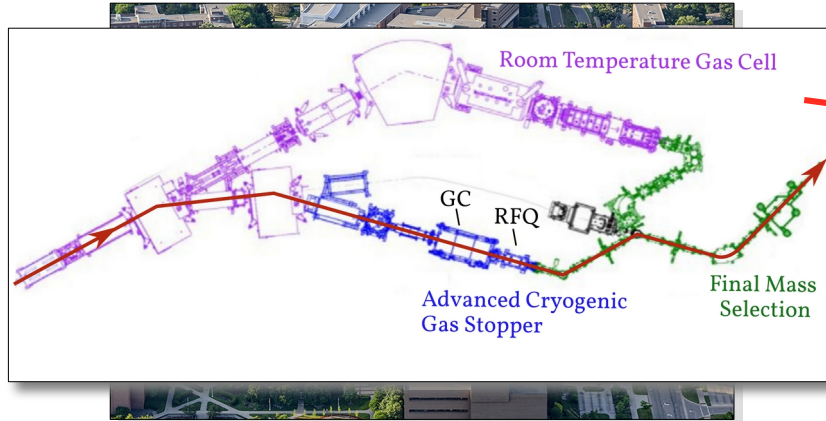 Room Temperature Gas Cell
GC
RFQ
Advanced Cryogenic
Gas Stopper
Final Mass
Selection